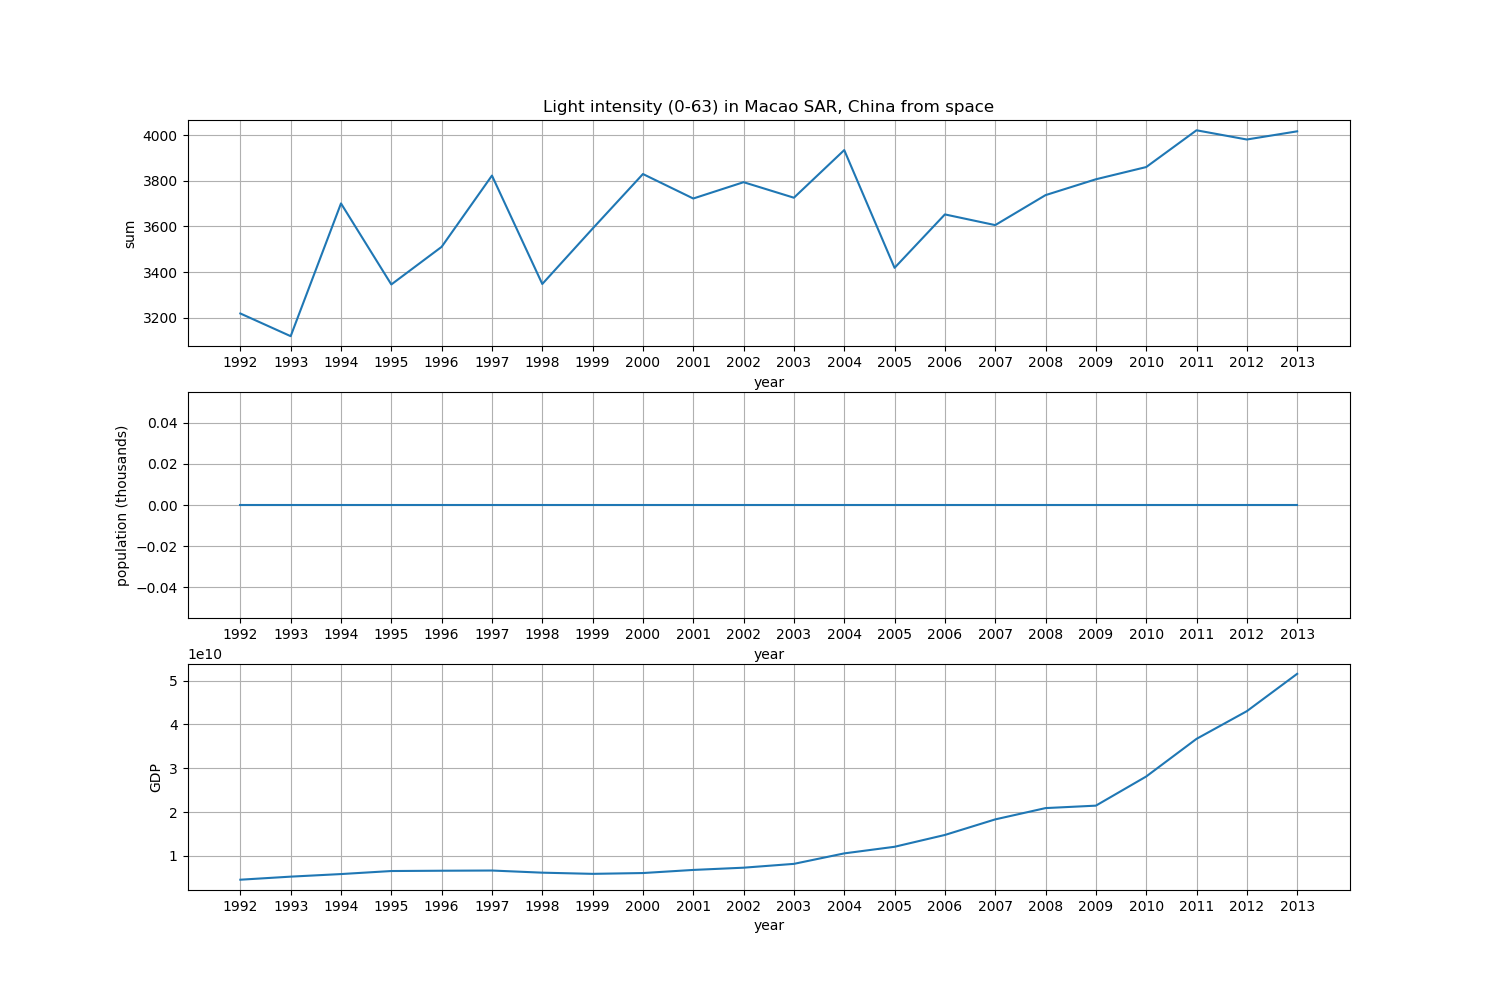 Light intensity (0-63) in Macao SAR, China from space
4000
3800
3600
3400
3200
sum
1992 1993 1994 1995 1996 1997 1998 1999 2000 2001 2002 2003 2004 2005 2006 2007 2008 2009 2010 2011 2012 2013
year
0.04
0.02
0.00
−0.02
−0.04
population (thousands)
1992 1993 1994 1995 1996 1997 1998 1999 2000 2001 2002 2003 2004 2005 2006 2007 2008 2009 2010 2011 2012 2013
year
1e10
5
4
3
2
1
GDP
1992 1993 1994 1995 1996 1997 1998 1999 2000 2001 2002 2003 2004 2005 2006 2007 2008 2009 2010 2011 2012 2013
year